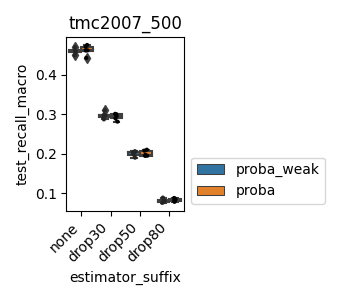 tmc2007_500
test_recall_macro
0.4
0.3
0.2
0.1
none
drop30
drop50
drop80
estimator_suffix
proba_weak
proba